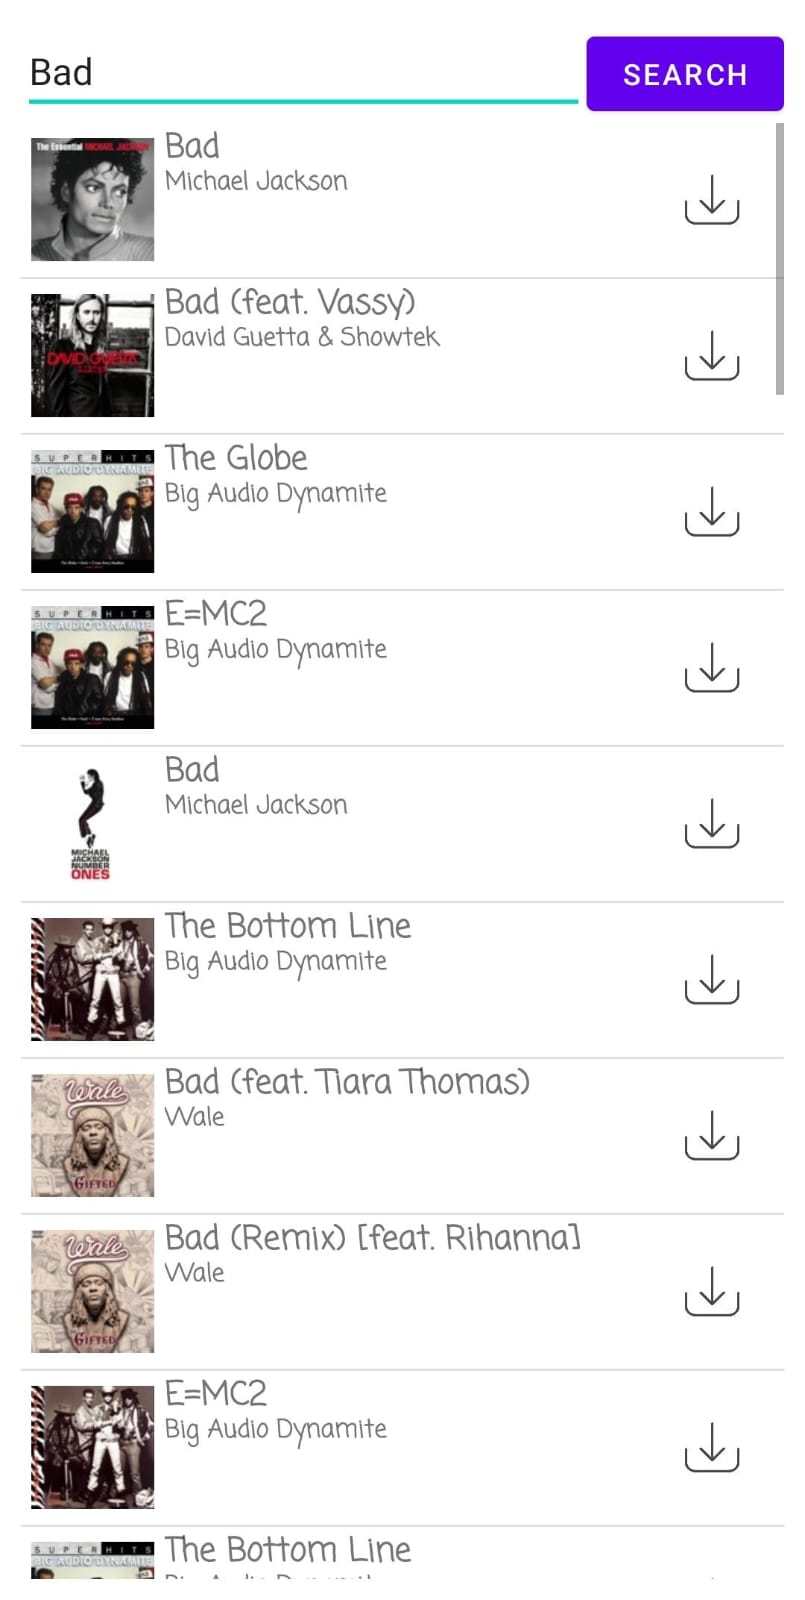 Bad
SEARCH
The Essential MICHAEL JACKSON
Bad
Michael Jackson
Bad (feat. Vassy)
David Guetta & Showtek
DAVID GUETTA
SUPER HITS
BIG AUDIO DYNAMITE
The Globe
Big Audio Dynamite
SUPER HITS
BIG AUDIO DYNAMITE
E=MC2
Big Audio Dynamite
Bad
Michael Jackson
MICHAEL
JACKSON
NUMBER
ONES
The Bottom Line
Big Audio Dynamite
Wale
GIFTED
Bad (feat. Tiara Thomas)
Wale
Wale
GIFTED
Bad (Remix) [feat. Rihanna]
Wale
E=MC2
Big Audio Dynamite
SUPER HITS
BIG AUDIO DYNAMITE
The Bottom Line